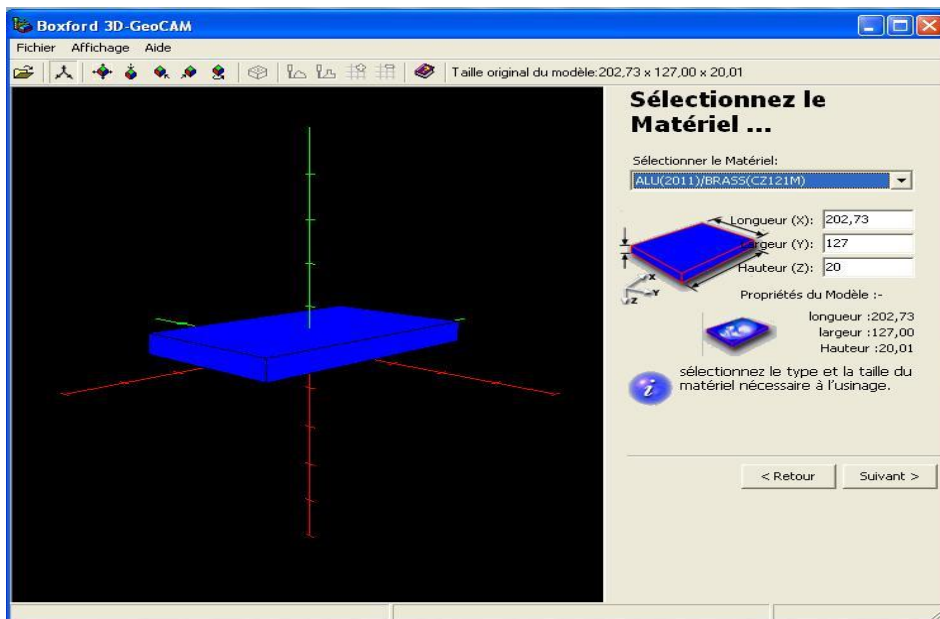 Boxford 3D-GeoCAM
Fichier Affichage Aide
Taille original du modèle:202,73 x 127,00 x 20,01
Sélectionnez le
Matériel ...
Sélectionner le Matériel:
ALU(2011)/BRASS(CZ121M)
Longueur (X): 202,73
Largeur (Y): 127
Hauteur (Z): 20
X
Y
Z
Propriétés du Modèle :-
longueur :202,73
largeur :127,00
Hauteur :20,01
sélectionnez le type et la taille du
matériel nécessaire à l'usinage.
< Retour Suivant >